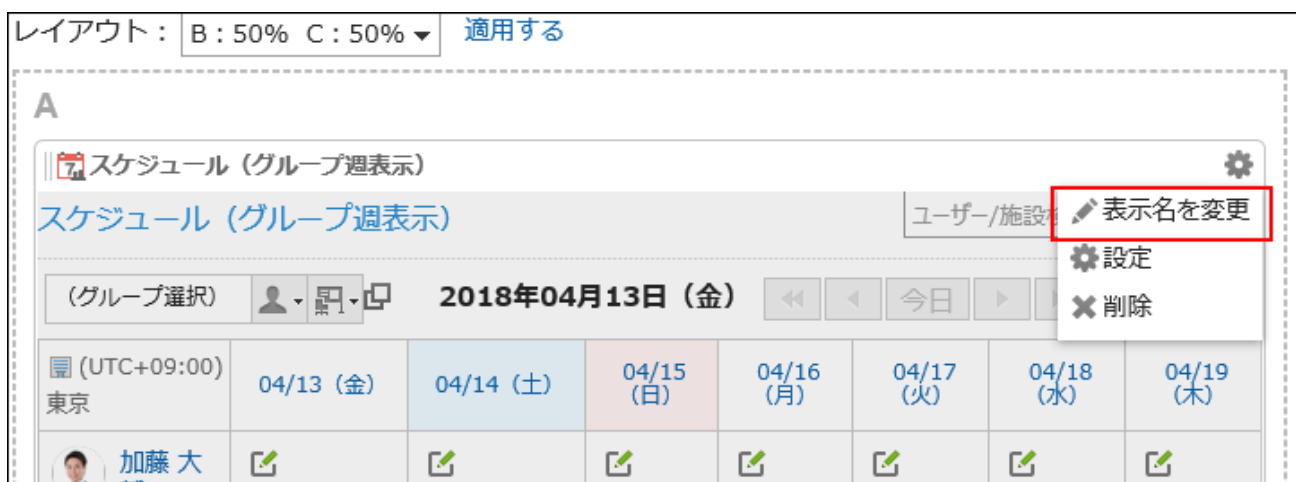 レイアウト： B：50% C：50% 適用する
A
スケジュール（グループ週表示）
スケジュール（グループ週表示）
ユーザー/施設
表示名を変更
設定
削除
（グループ選択）
2018年04月13日（金）
今日
(UTC+09:00)
東京
04/13（金）
04/14（土）
04/15
（日）
04/16
（月）
04/17
（火）
04/18
（水）
04/19
（木）
加藤 大